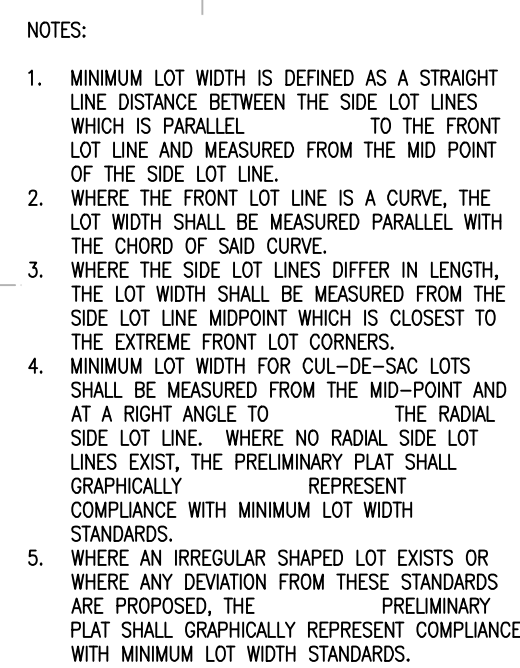 NOTES:
1. MINIMUM LOT WIDTH IS DEFINED AS A STRAIGHT
LINE DISTANCE BETWEEN THE SIDE LOT LINES
WHICH IS PARALLEL TO THE FRONT
LOT LINE AND MEASURED FROM THE MID POINT
OF THE SIDE LOT LINE.
2. WHERE THE FRONT LOT LINE IS A CURVE, THE
LOT WIDTH SHALL BE MEASURED PARALLEL WITH
THE CHORD OF SAID CURVE.
3. WHERE THE SIDE LOT LINES DIFFER IN LENGTH,
THE LOT WIDTH SHALL BE MEASURED FROM THE
SIDE LOT LINE MIDPOINT WHICH IS CLOSEST TO
THE EXTREME FRONT LOT CORNERS.
4. MINIMUM LOT WIDTH FOR CUL-DE-SAC LOTS
SHALL BE MEASURED FROM THE MID-POINT AND
AT A RIGHT ANGLE TO THE RADIAL
SIDE LOT LINE. WHERE NO RADIAL SIDE LOT
LINES EXIST, THE PRELIMINARY PLAT SHALL
GRAPHICALLY REPRESENT
COMPLIANCE WITH MINIMUM LOT WIDTH
STANDARDS.
5. WHERE AN IRREGULAR SHAPED LOT EXISTS OR
WHERE ANY DEVIATION FROM THESE STANDARDS
ARE PROPOSED, THE PRELIMINARY
PLAT SHALL GRAPHICALLY REPRESENT COMPLIANCE
WITH MINIMUM LOT WIDTH STANDARDS.